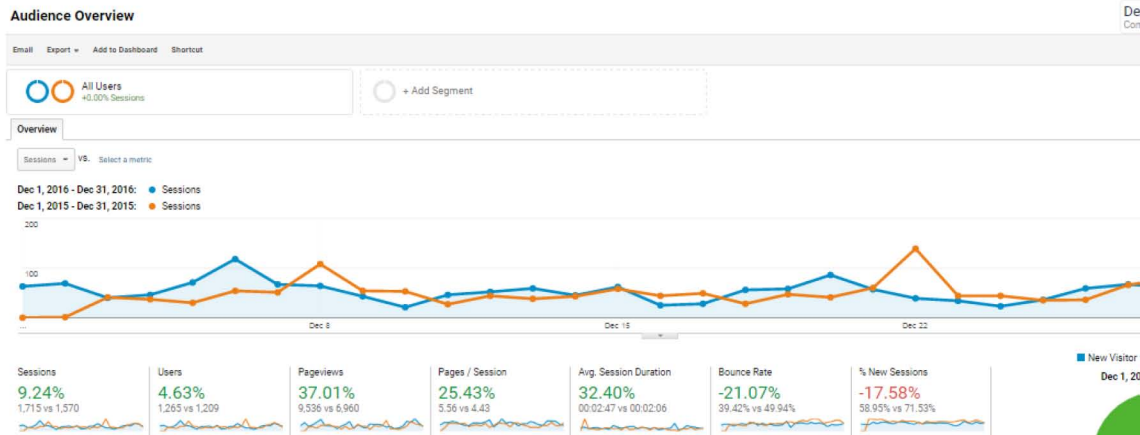 Audience Overview
De
Con
Email Export Add to Dashboard Shortcut
All Users
+0.00% Sessions
+ Add Segment
Overview
Sessions VS. Select a metric
Dec 1, 2016 - Dec 31, 2016: Sessions
Dec 1, 2015 - Dec 31, 2015: Sessions
200
100
... Dec 8 Dec 15 Dec 22
New Visitor
Dec 1, 20
Sessions
9.24%
1,715 vs 1,570
Users
4.63%
1,265 vs 1,209
Pageviews
37.01%
9,536 vs 6,960
Pages / Session
25.43%
5.56 vs 4.43
Avg. Session Duration
32.40%
00:02:47 vs 00:02:06
Bounce Rate
-21.07%
39.42% vs 49.94%
% New Sessions
-17.58%
58.95% vs 71.53%